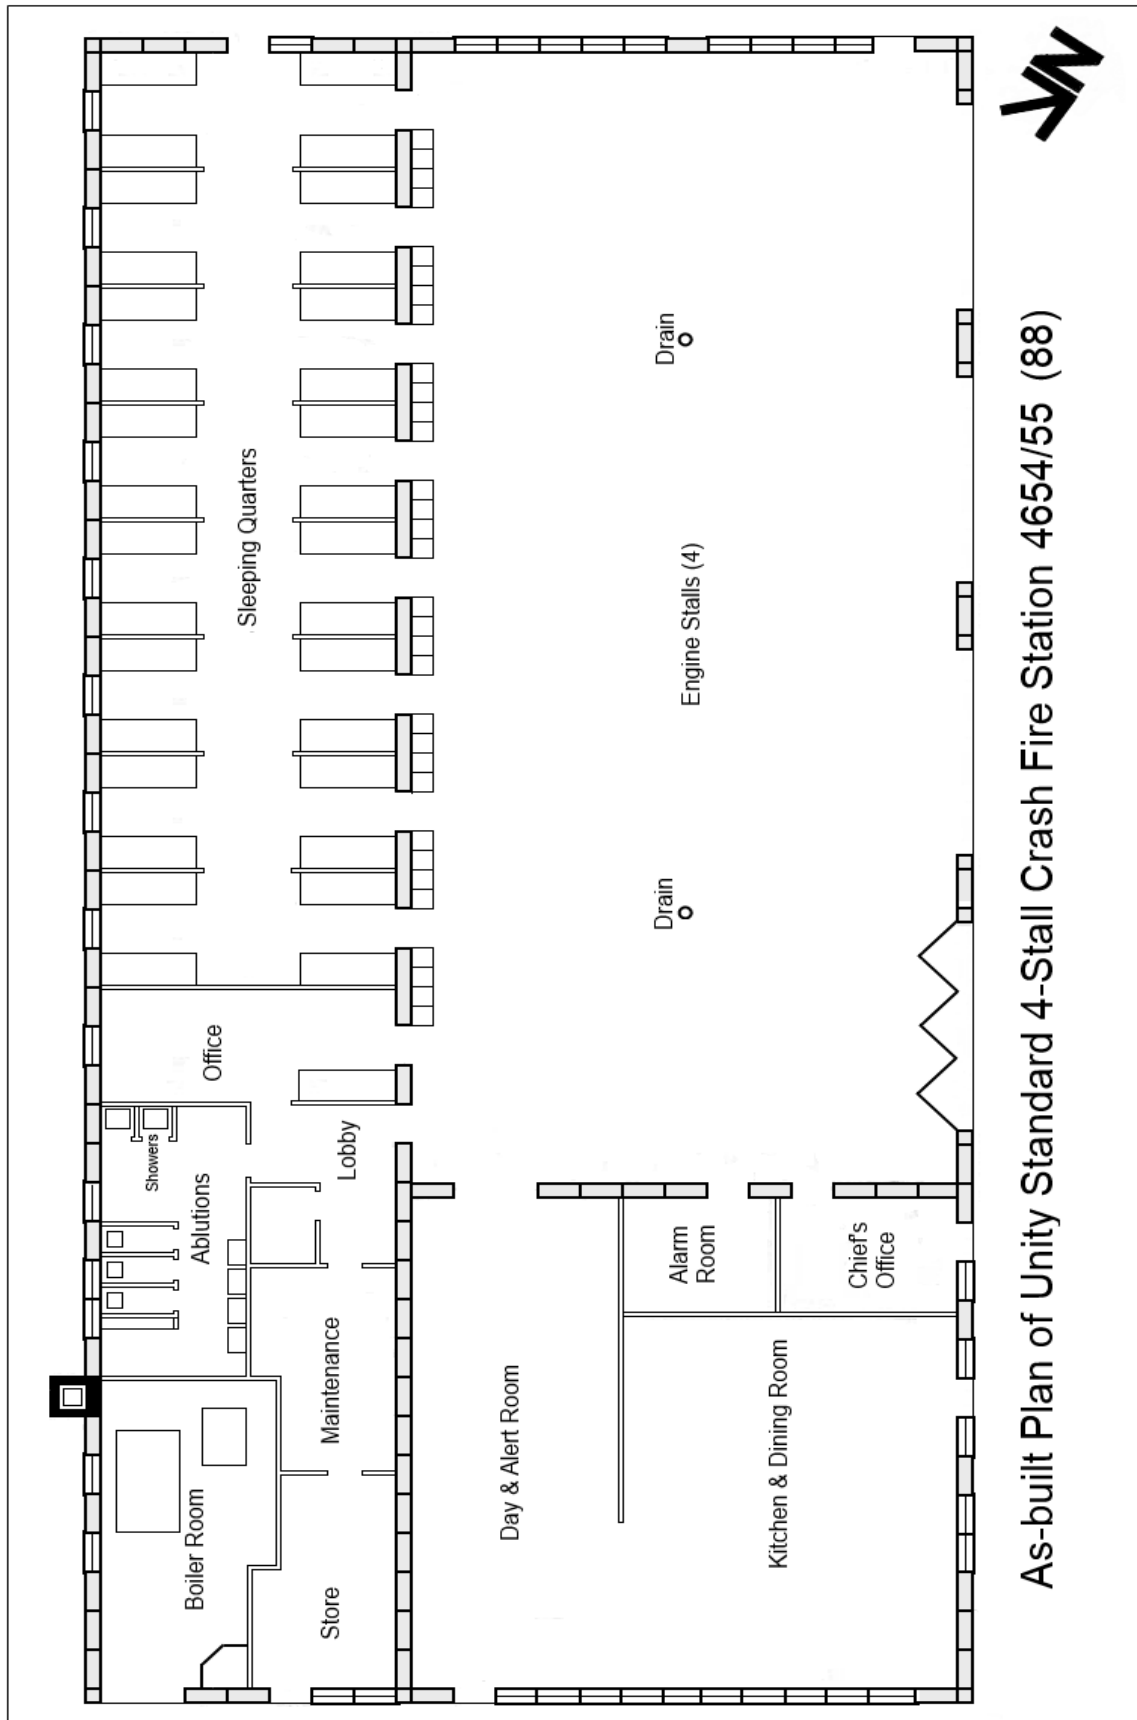 Sleeping Quarters
Drain
Engine Stalls (4)
Drain
Office
Lobby
Showers
Ablutions
Alarm
Room
Chief's
Office
Maintenance
Day & Alert Room
Kitchen & Dining Room
Boiler Room
Store
N
As-built Plan of Unity Standard 4-Stall Crash Fire Station 4654/55 (88)